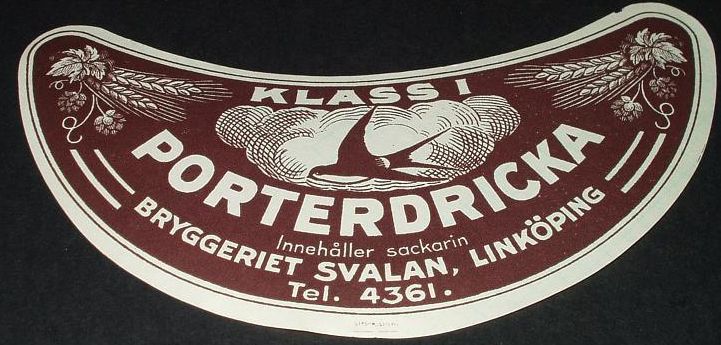 KLASS I
PORTERDRICKA
Innehåller sackarin
BRYGGERIET SVALAN, LINKÖPING
Tel. 4361.